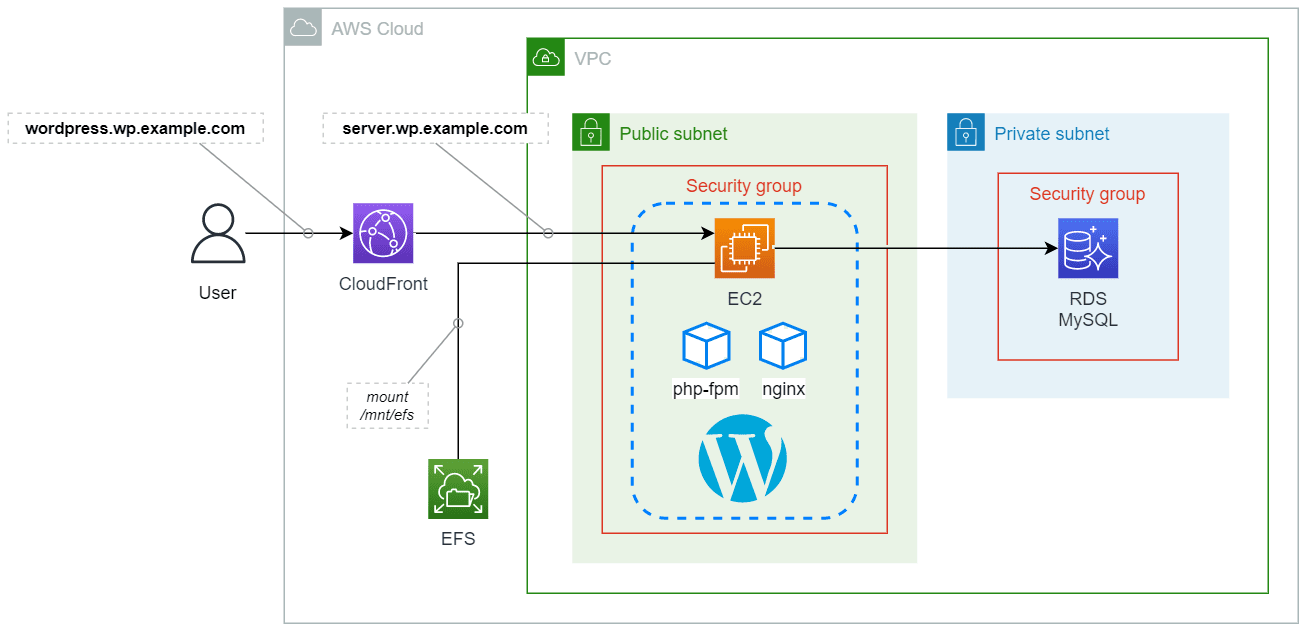 AWS Cloud
VPC
wordpress.wp.example.com
server.wp.example.com
Public subnet
Private subnet
Security group
Security group
User
CloudFront
EC2
RDS
MySQL
php-fpm
nginx
mount
/mnt/efs
EFS